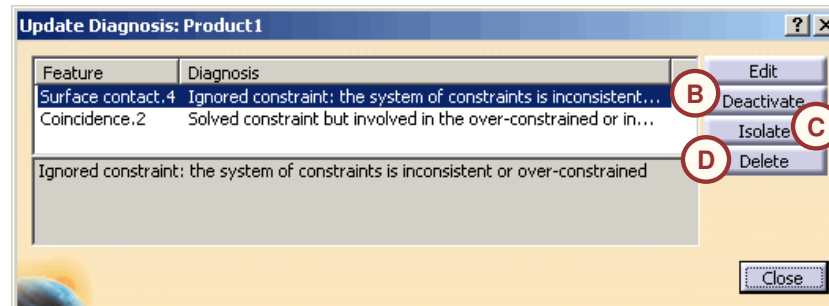 Update Diagnosis: Product1
? ×
Feature Diagnosis
Surface contact.4 Ignored constraint: the system of constraints is inconsistent...
Coincidence.2 Solved constraint but involved in the over-constrained or in...
Ignored constraint: the system of constraints is inconsistent or over-constrained
Edit
B Deactivate
Isolate C
D Delete
Close